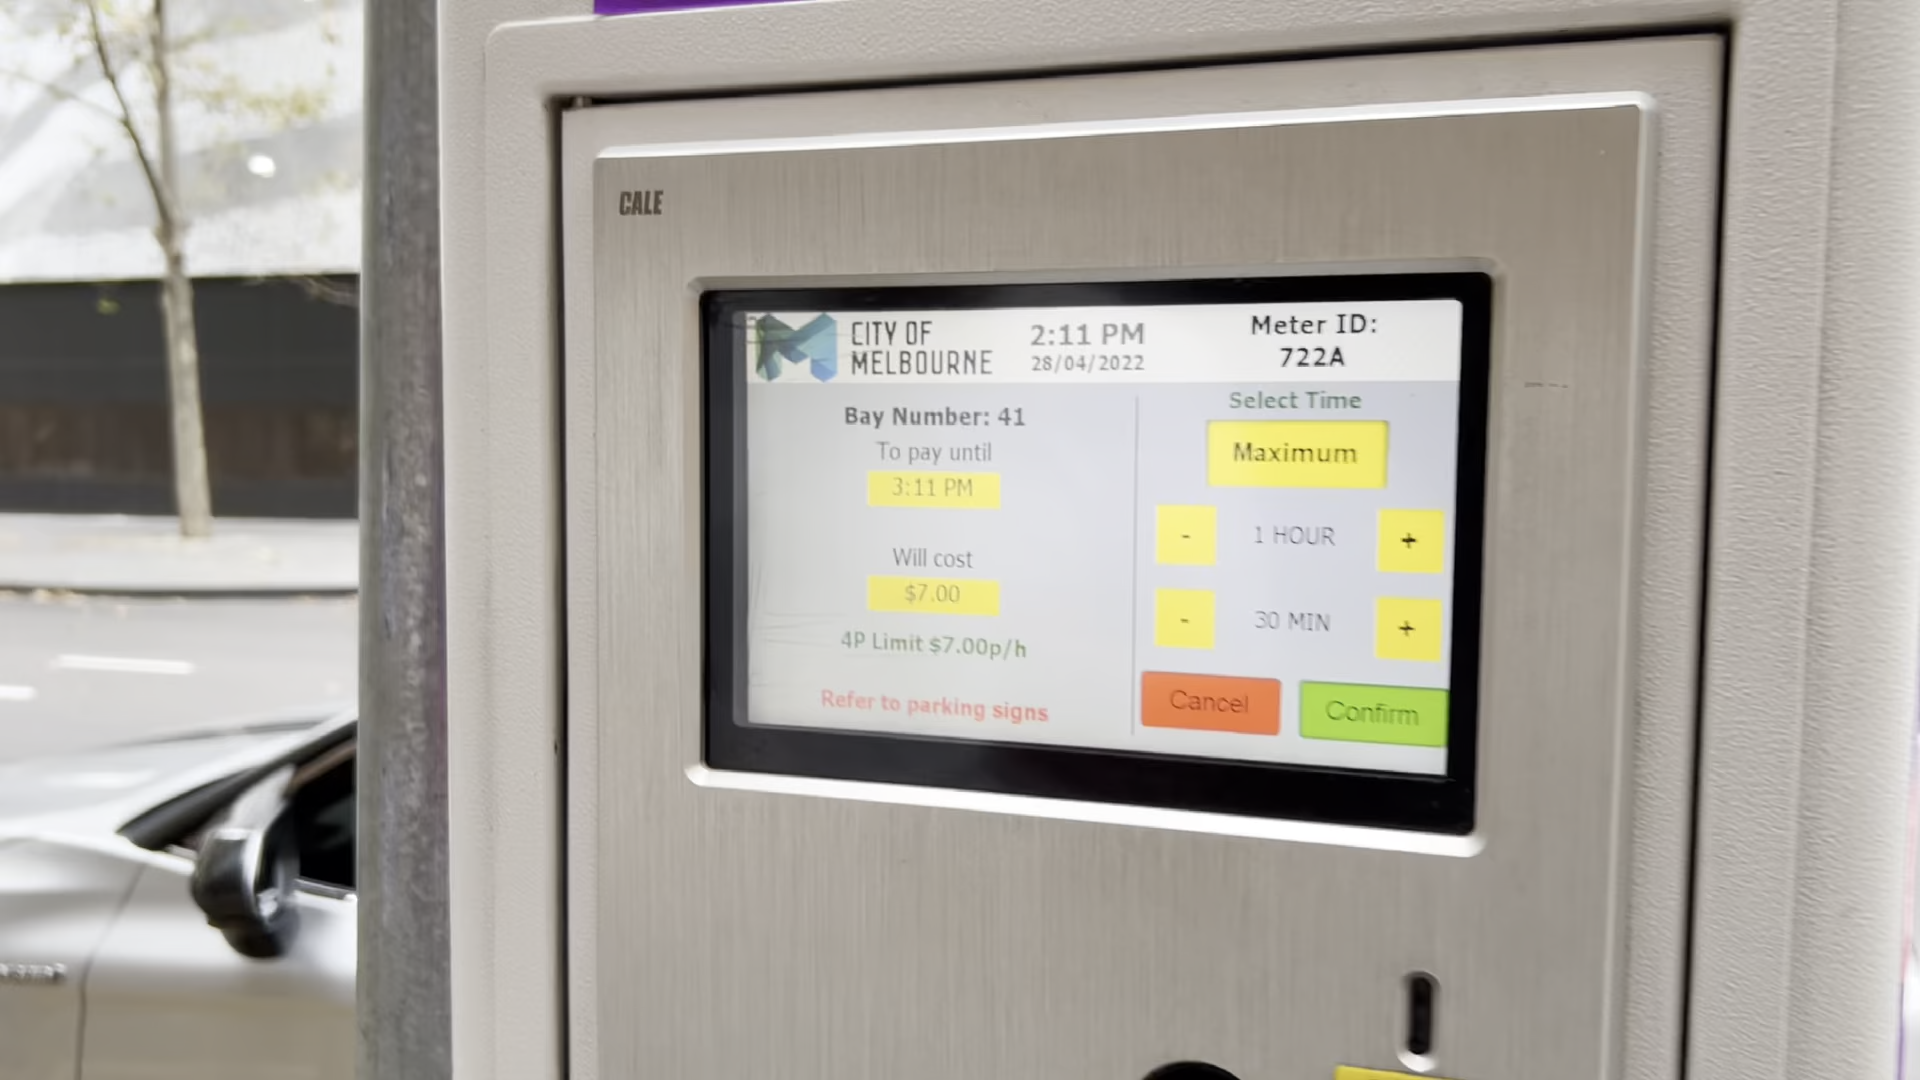 CALE
CITY OF
MELBOURNE
2:11 PM
28/04/2022
Meter ID:
722A
Bay Number: 41
To pay until
3:11 PM
Will cost
$7.00
4P Limit $7.00p/h
Refer to parking signs
Select Time
Maximum
- 1 HOUR +
- 30 MIN +
Cancel
Confirm